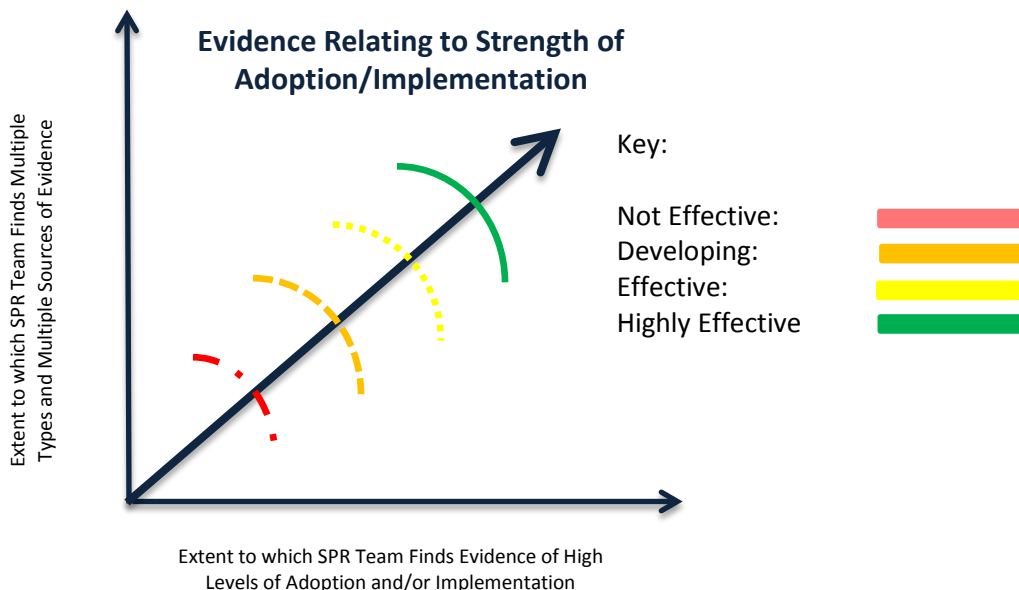 Evidence Relating to Strength of
Adoption/Implementation
Extent to which SPR Team Finds Multiple
Types and Multiple Sources of Evidence
Key:
Not Effective:
Developing:
Effective:
Highly Effective
Extent to which SPR Team Finds Evidence of High
Levels of Adoption and/or Implementation